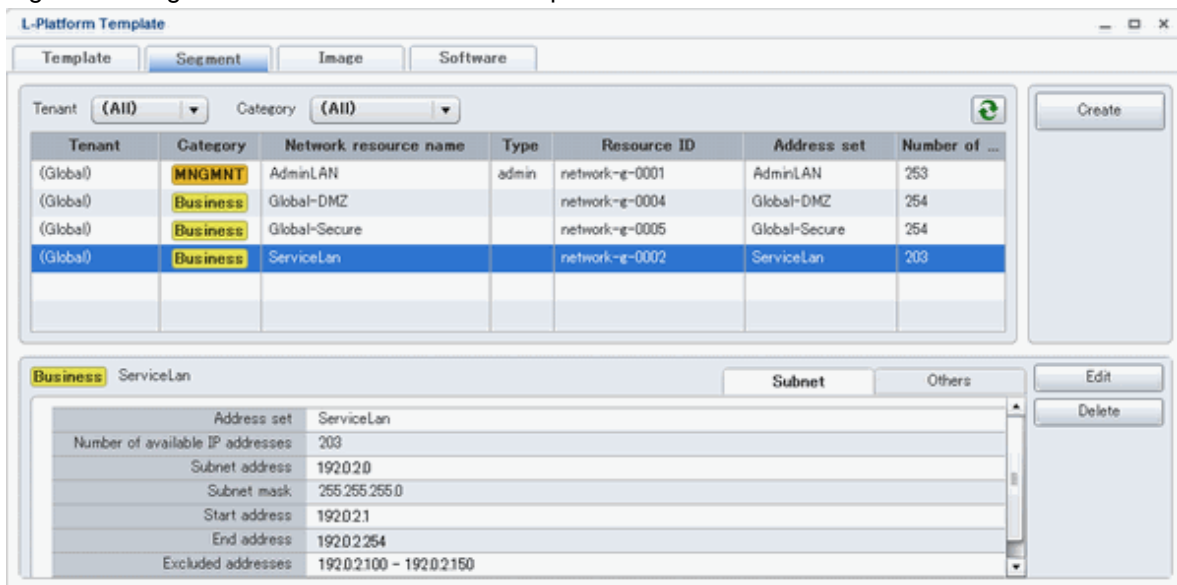 L-Platform Template
Template Segment Image Software
Tenant (All) Category (All) Create
Tenant Category Network resource name Type Resource ID Address set Number of ...
(Global) MNGMNT AdminLAN admin network-g-0001 AdminLAN 253
(Global) Business Global-DMZ network-g-0004 Global-DMZ 254
(Global) Business Global-Secure network-g-0005 Global-Secure 254
(Global) Business ServiceLan network-g-0002 ServiceLan 203
Business ServiceLan Subnet Others Edit
Delete
Address set ServiceLan
Number of available IP addresses 203
Subnet address 192.0.2.0
Subnet mask 255.255.255.0
Start address 192.0.2.1
End address 192.0.2.254
Excluded addresses 192.0.2.100 - 192.0.2.150